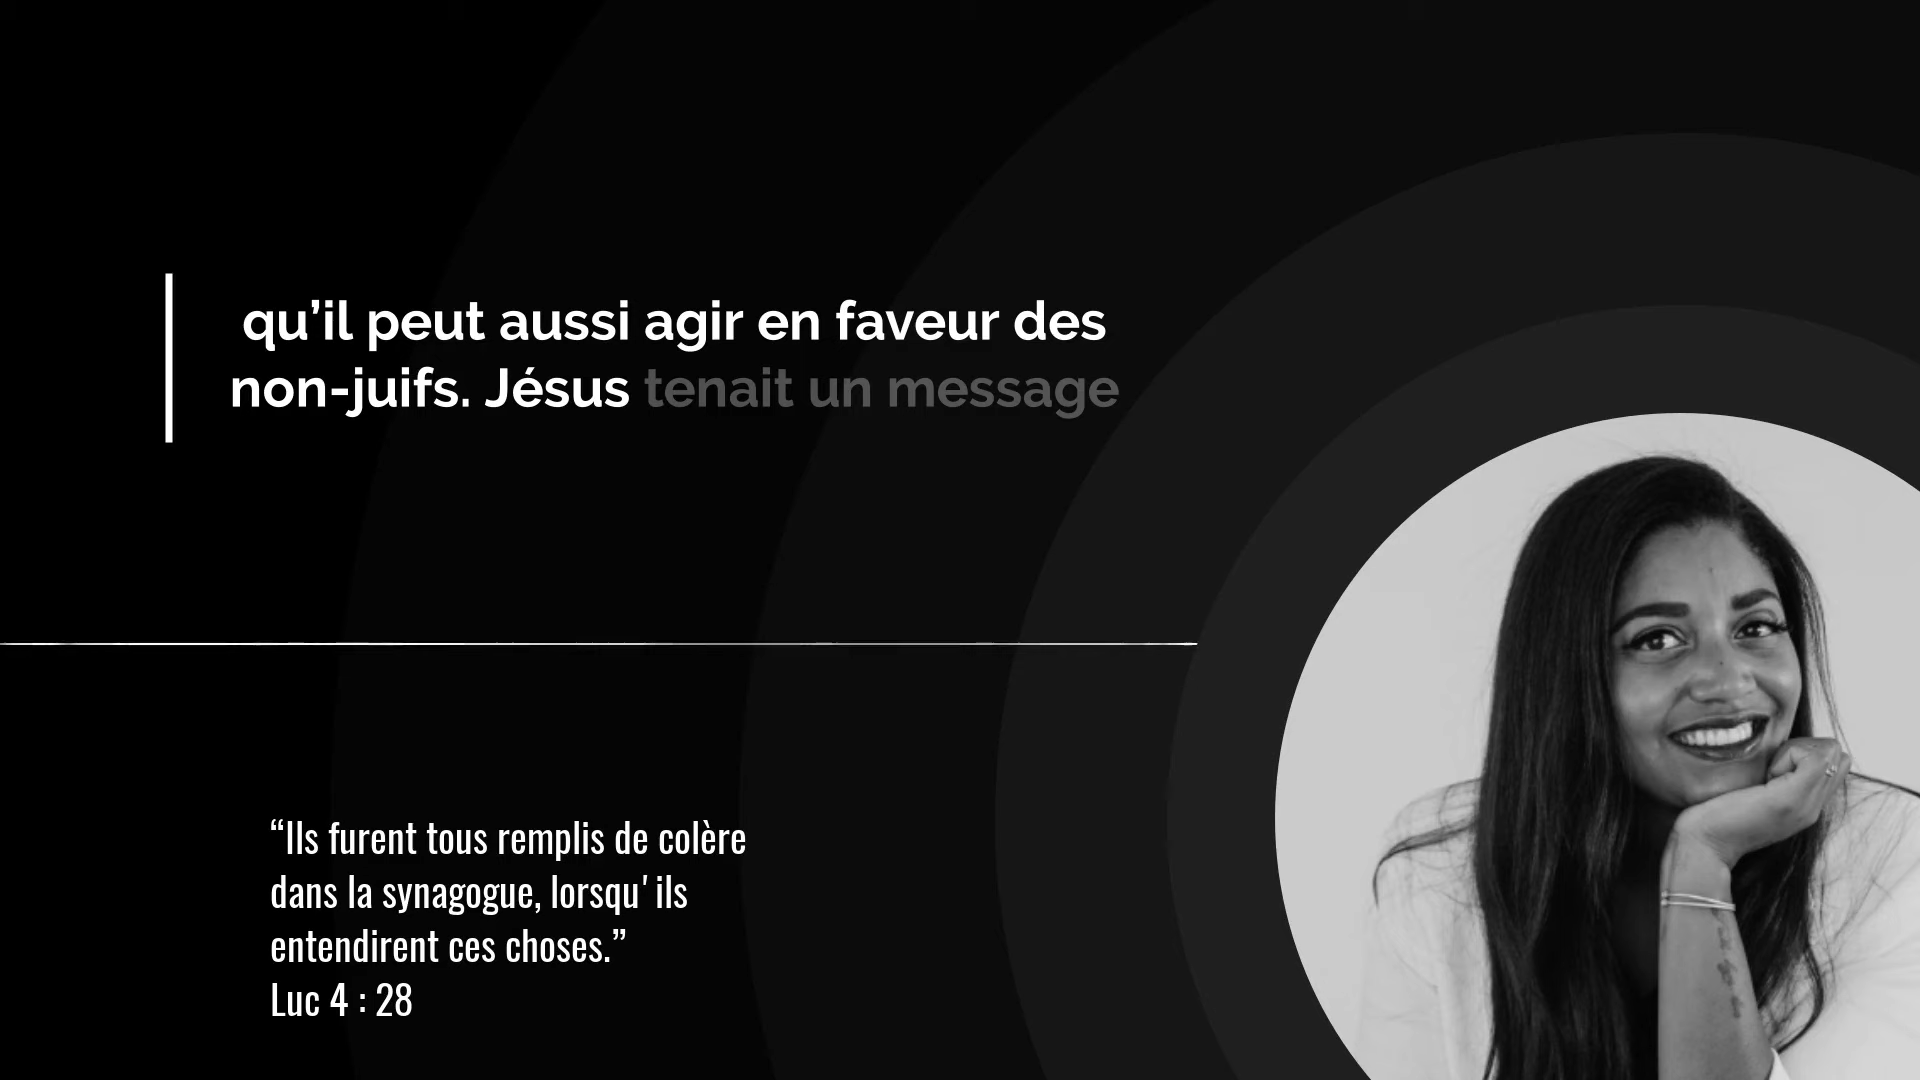 qu’il peut aussi agir en faveur des
non-juifs. Jésus tenait un message
“Ils furent tous remplis de colère
dans la synagogue, lorsqu'ils
entendirent ces choses.”
Luc 4 : 28